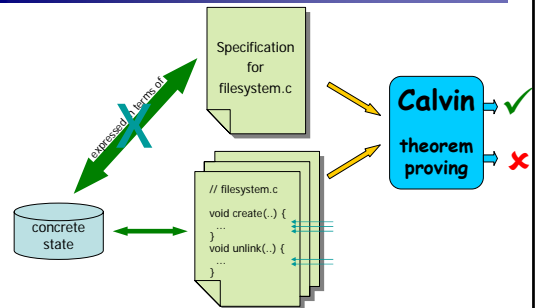 Specification
for
filesystem.c
expressed in terms of
Calvin
theorem
proving
// filesystem.c
void create(..) {
...
}
void unlink(..) {
...
}
concrete
state